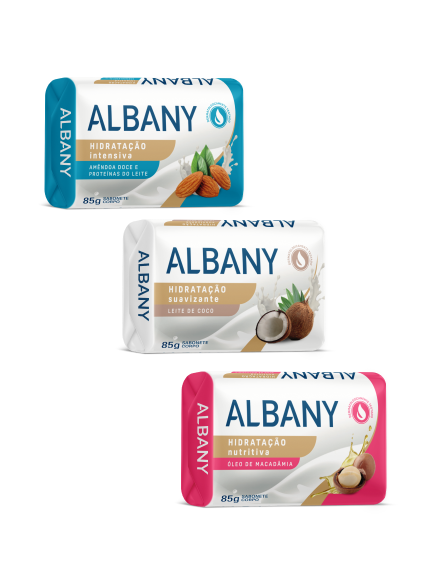 ALBANY
ALBANY
ALBANY
HIDRATAÇÃO
intensiva
AMÊNDOA DOCE E
PROTEÍNAS DO LEITE
85g SABONETE
CORPO
ALBANY
ALBANY
ALBANY
HIDRATAÇÃO
suavizante
LEITE DE COCO
85g SABONETE
CORPO
ALBANY
ALBANY
ALBANY
HIDRATAÇÃO
nutritiva
ÓLEO DE MACADÂMIA
85g SABONETE
CORPO